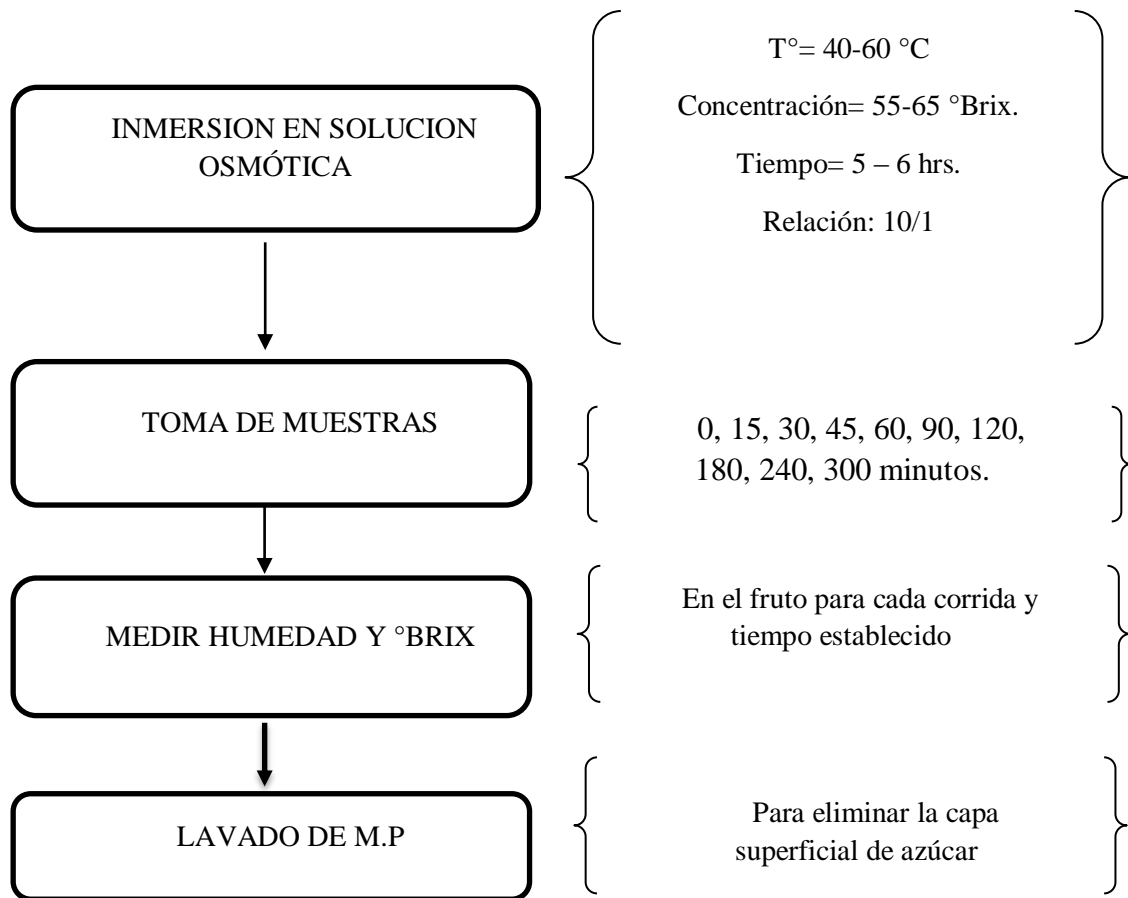 INMERSION EN SOLUCION
OSMÓTICA
T°= 40-60 °C
Concentración= 55-65 °Brix.
Tiempo= 5 – 6 hrs.
Relación: 10/1
TOMA DE MUESTRAS
0, 15, 30, 45, 60, 90, 120,
180, 240, 300 minutos.
MEDIR HUMEDAD Y °BRIX
En el fruto para cada corrida y
tiempo establecido
LAVADO DE M.P
Para eliminar la capa
superficial de azúcar